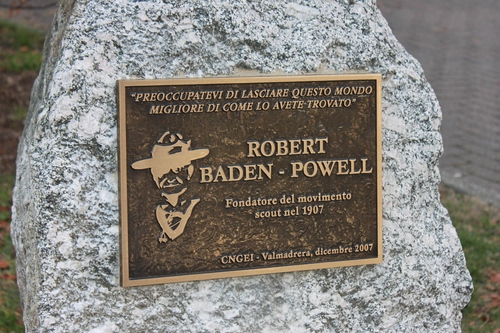 "PREOCCUPATEVI DI LASCIARE QUESTO MONDO
MIGLIORE DI COME LO AVETE TROVATO"
ROBERT
BADEN - POWELL
Fondatore del movimento
scout nel 1907
CNGEI - Valmadrera, dicembre 2007